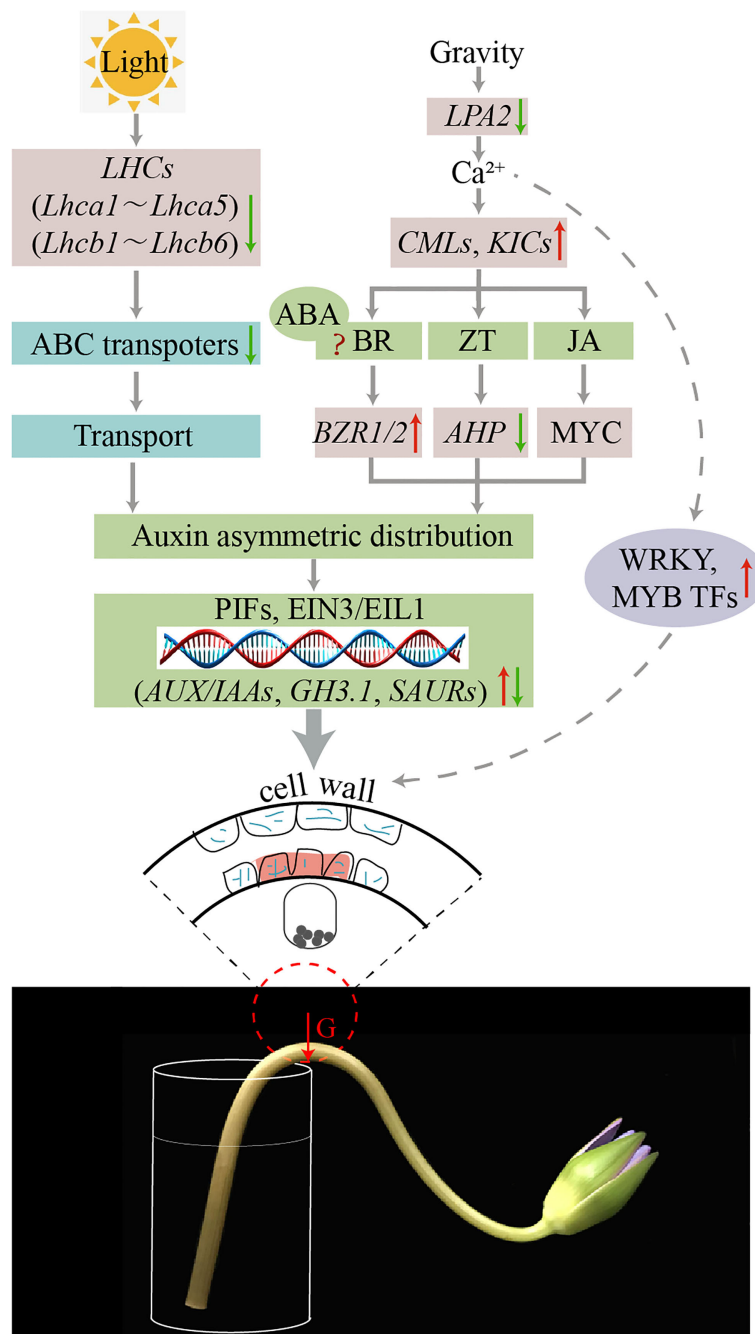 Light
LHCs
(Lhca1～Lhca5)
(Lhcb1～Lhcb6)
ABC transpoters
Transport
Gravity
LPA2
Ca²⁺
CMLs, KICs
ABA
? BR
ZT
JA
BZR1/2
AHP
MYC
Auxin asymmetric distribution
PIFs, EIN3/EIL1
(AUX/IAAs, GH3.1, SAURs)
WRKY,
MYB TFs
cell wall
G